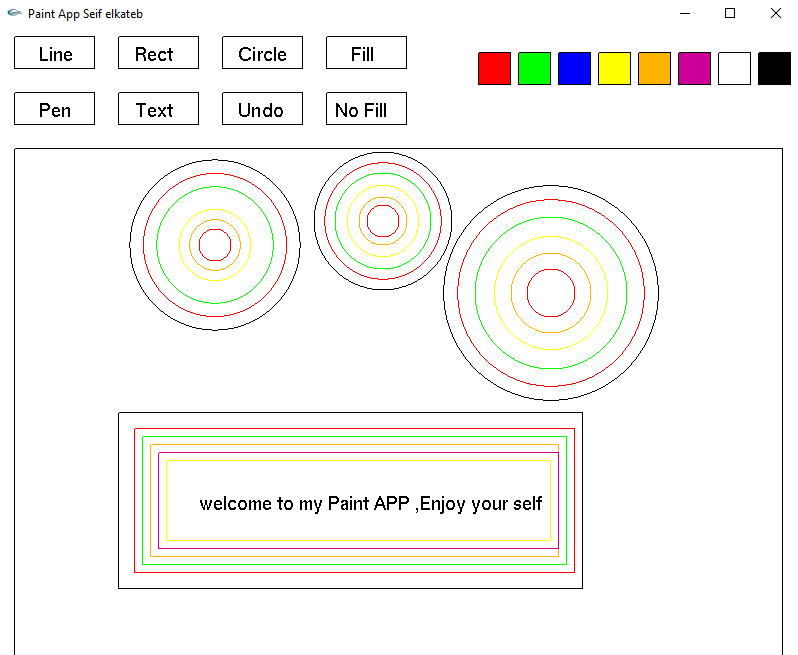 Paint App Seif elkateb
Line Rect Circle Fill
Pen Text Undo No Fill
welcome to my Paint APP ,Enjoy your self